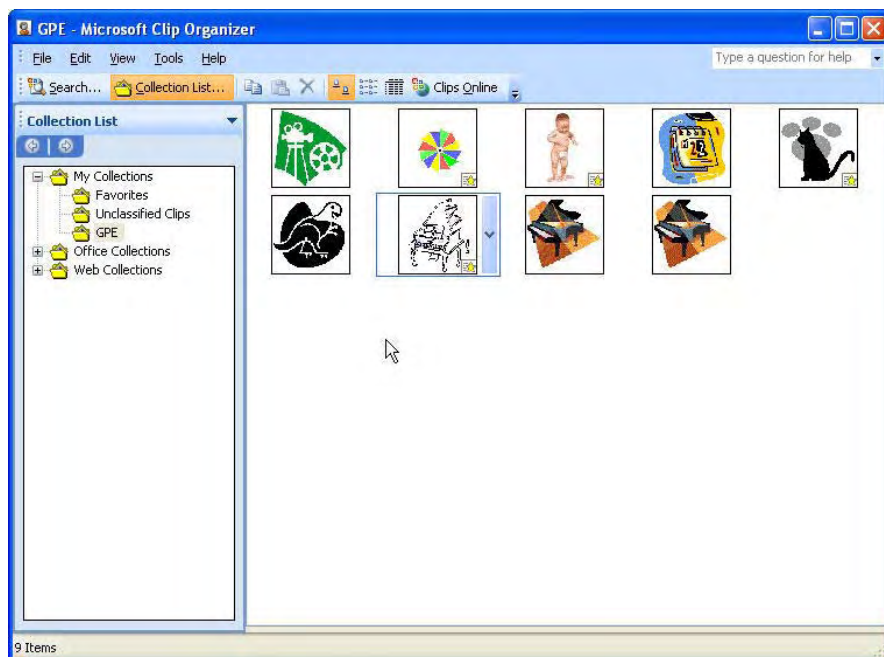 GPE - Microsoft Clip Organizer
File Edit View Tools Help
Type a question for help
Search... Collection List... Clips Online
Collection List
My Collections
Favorites
Unclassified Clips
GPE
Office Collections
Web Collections
9 Items